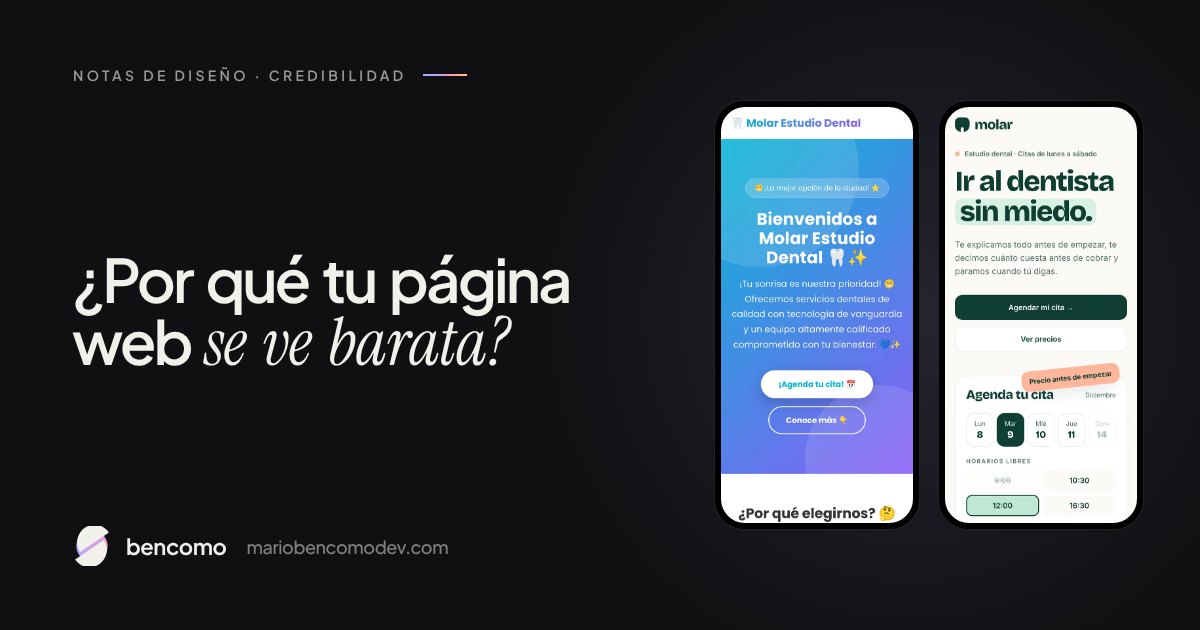 NOTAS DE DISEÑO · CREDIBILIDAD
¿Por qué tu página
web se ve barata?
bencomo mariobencomodev.com
🦷 Molar Estudio Dental
😁 ¡La mejor opción de la ciudad! ⭐
Bienvenidos a
Molar Estudio
Dental 🦷✨
¡Tu sonrisa es nuestra prioridad! 😁
Ofrecemos servicios dentales de
calidad con tecnología de vanguardia
y un equipo altamente calificado
comprometido con tu bienestar. 💙✨
¡Agenda tu cita! 📅
Conoce más 👇
¿Por qué elegirnos? 🤔
molar
Estudio dental · Citas de lunes a sábado
Ir al dentista
sin miedo.
Te explicamos todo antes de empezar, te
decimos cuánto cuesta antes de cobrar y
paramos cuando tú digas.
Agendar mi cita →
Ver precios
Precio antes de empezar
Agenda tu cita Diciembre
Lun Mar Mié Jue Dom
8 9 10 11 14
HORARIOS LIBRES
9:00 10:30
12:00 16:30